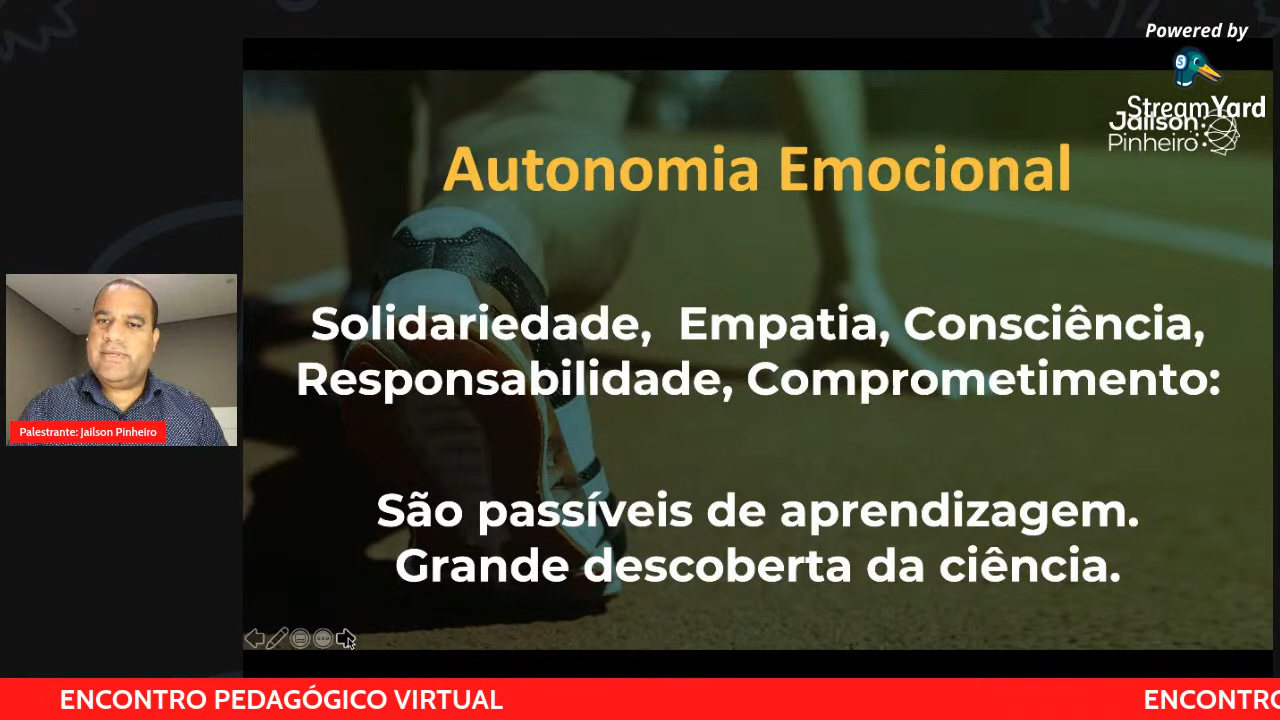 Powered by
StreamYard
Jailson
Pinheiro
Autonomia Emocional
Solidariedade, Empatia, Consciência,
Responsabilidade, Comprometimento:
São passíveis de aprendizagem.
Grande descoberta da ciência.
Palestrante: Jaílson Pinheiro
ENCONTRO PEDAGÓGICO VIRTUAL
ENCONTRO